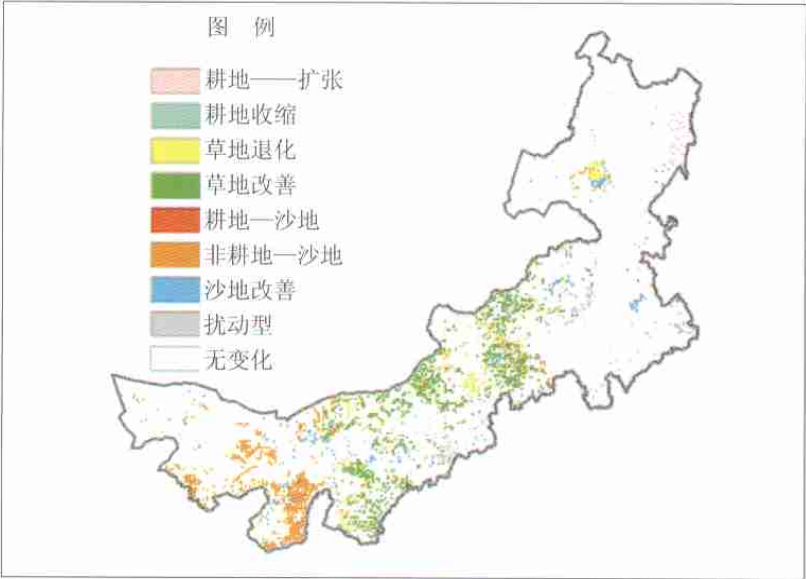 图 例
耕地——扩张
耕地收缩
草地退化
草地改善
耕地—沙地
非耕地—沙地
沙地改善
扰动型
无变化